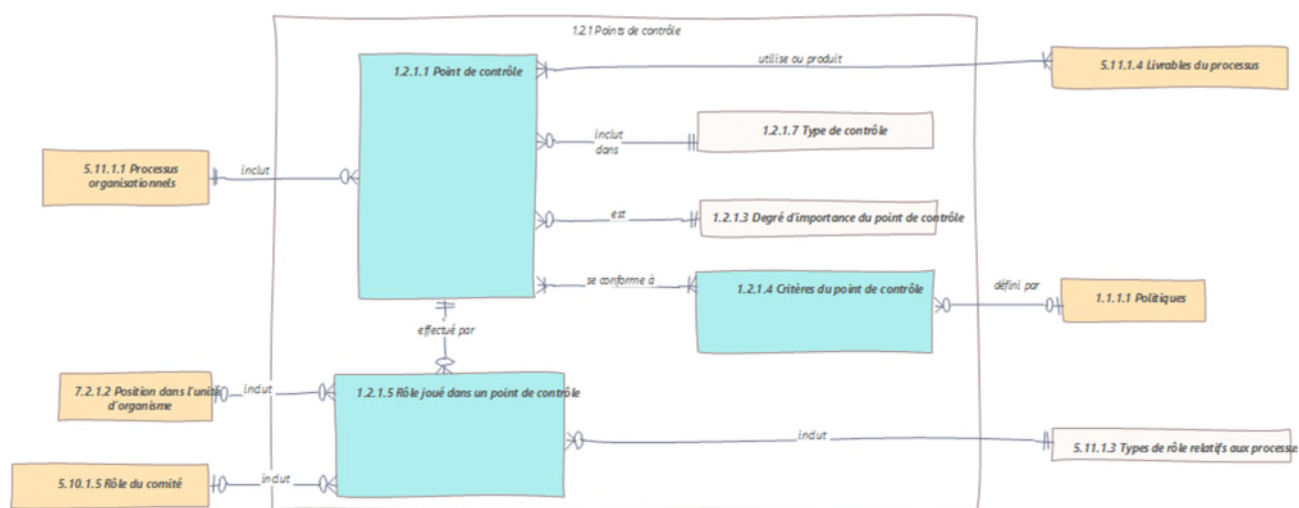 1.2.1 Points de contrôle
1.2.1.1 Point de contrôle
utilise ou produit
5.11.1.4 Livrables du processus
inclut
dans
1.2.1.7 Type de contrôle
5.11.1.1 Processus
organisationnels
inclut
est
1.2.1.3 Degré d'importance du point de contrôle
se conforme à
1.2.1.4 Critères du point de contrôle
défini par
1.1.1.1 Politiques
effectué par
7.2.1.2 Position dans l'unité
d'organisme
inclut
1.2.1.5 Rôle joué dans un point de contrôle
inclut
5.11.1.3 Types de rôle relatifs aux processus
5.10.1.5 Rôle du comité
inclut